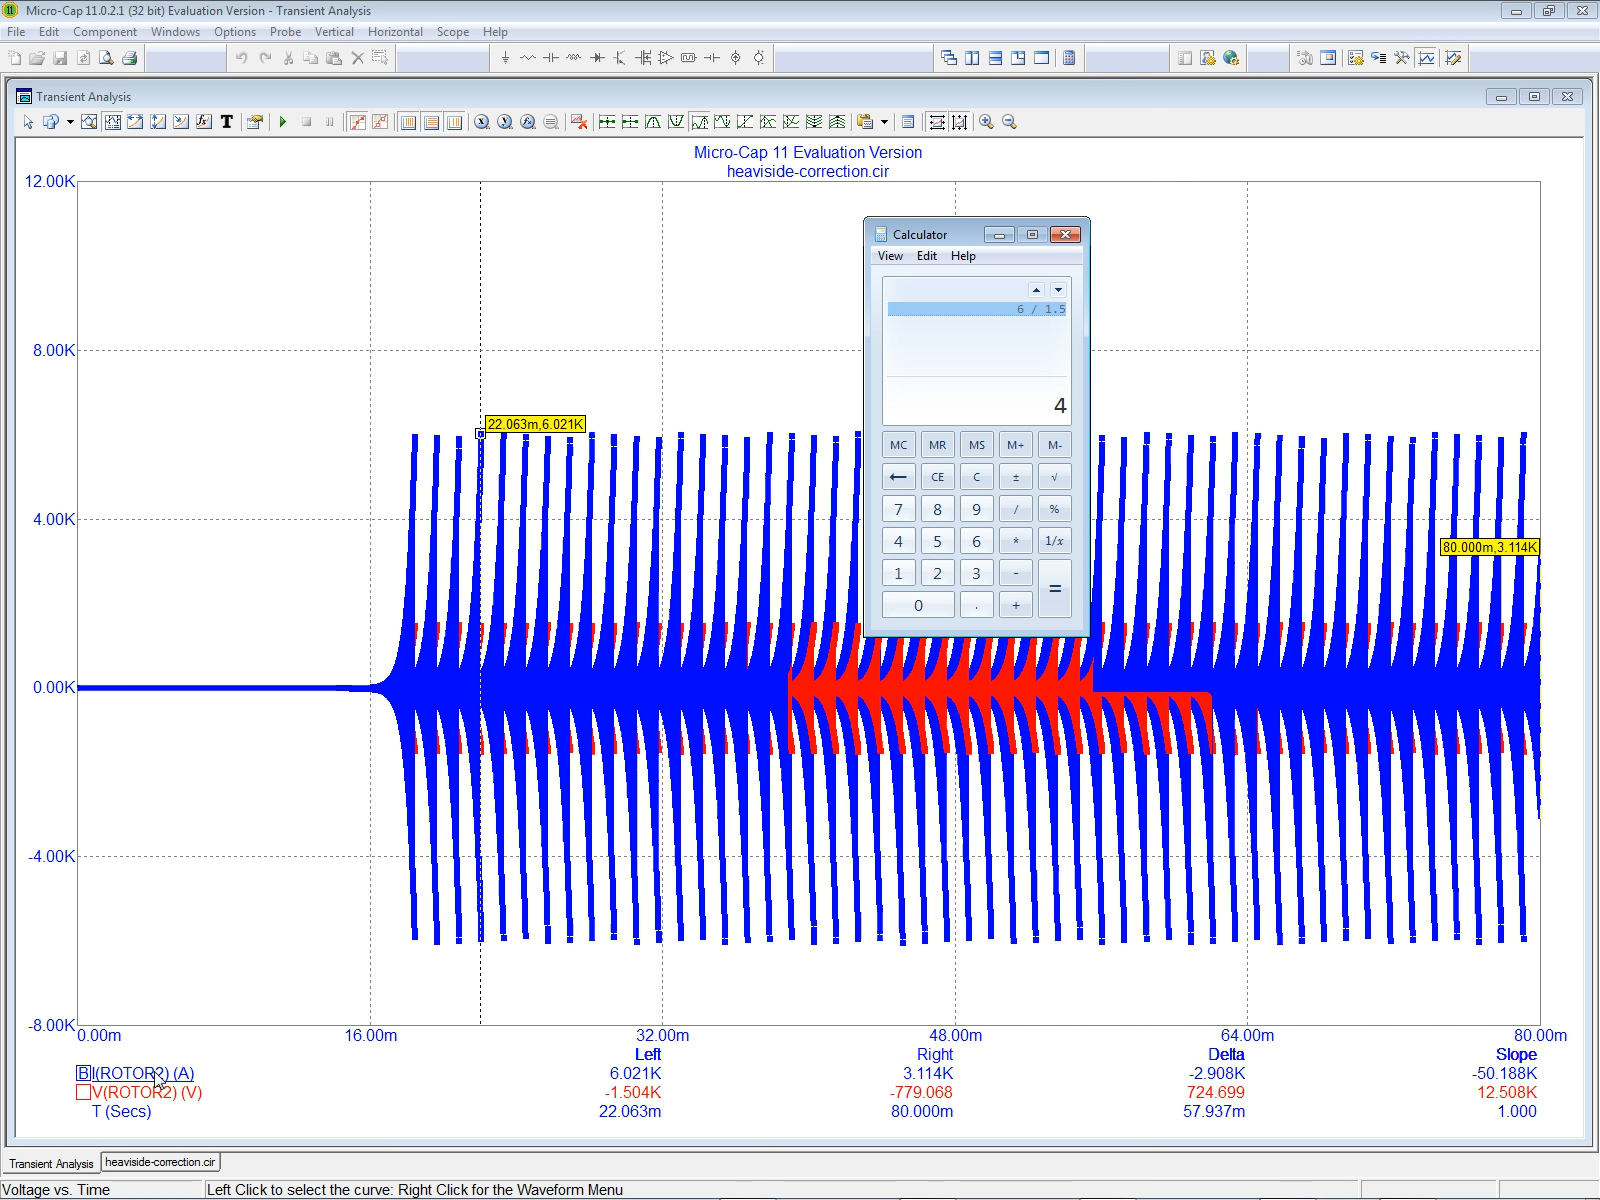 Micro-Cap 11.0.2.1 (32 bit) Evaluation Version - Transient Analysis
File Edit Component Windows Options Probe Vertical Horizontal Scope Help
Transient Analysis
T
Micro-Cap 11 Evaluation Version
heaviside-correction.cir
12.00K
8.00K
4.00K
0.00K
-4.00K
-8.00K
22.063m,6.021K
80.000m,3.114K
Calculator
View Edit Help
6 / 1.5
4
MC MR MS M+ M-
← CE C ± √
7 8 9 / %
4 5 6 * 1/x
1 2 3 - =
0 . +
0.00m 16.00m 32.00m 48.00m 64.00m 80.00m
Left Right Delta Slope
B I(ROTOR2) (A) 6.021K 3.114K -2.908K -50.188K
V(ROTOR2) (V) -1.504K -779.068 724.699 12.508K
T (Secs) 22.063m 80.000m 57.937m 1.000
Transient Analysis heaviside-correction.cir
Voltage vs. Time Left Click to select the curve: Right Click for the Waveform Menu